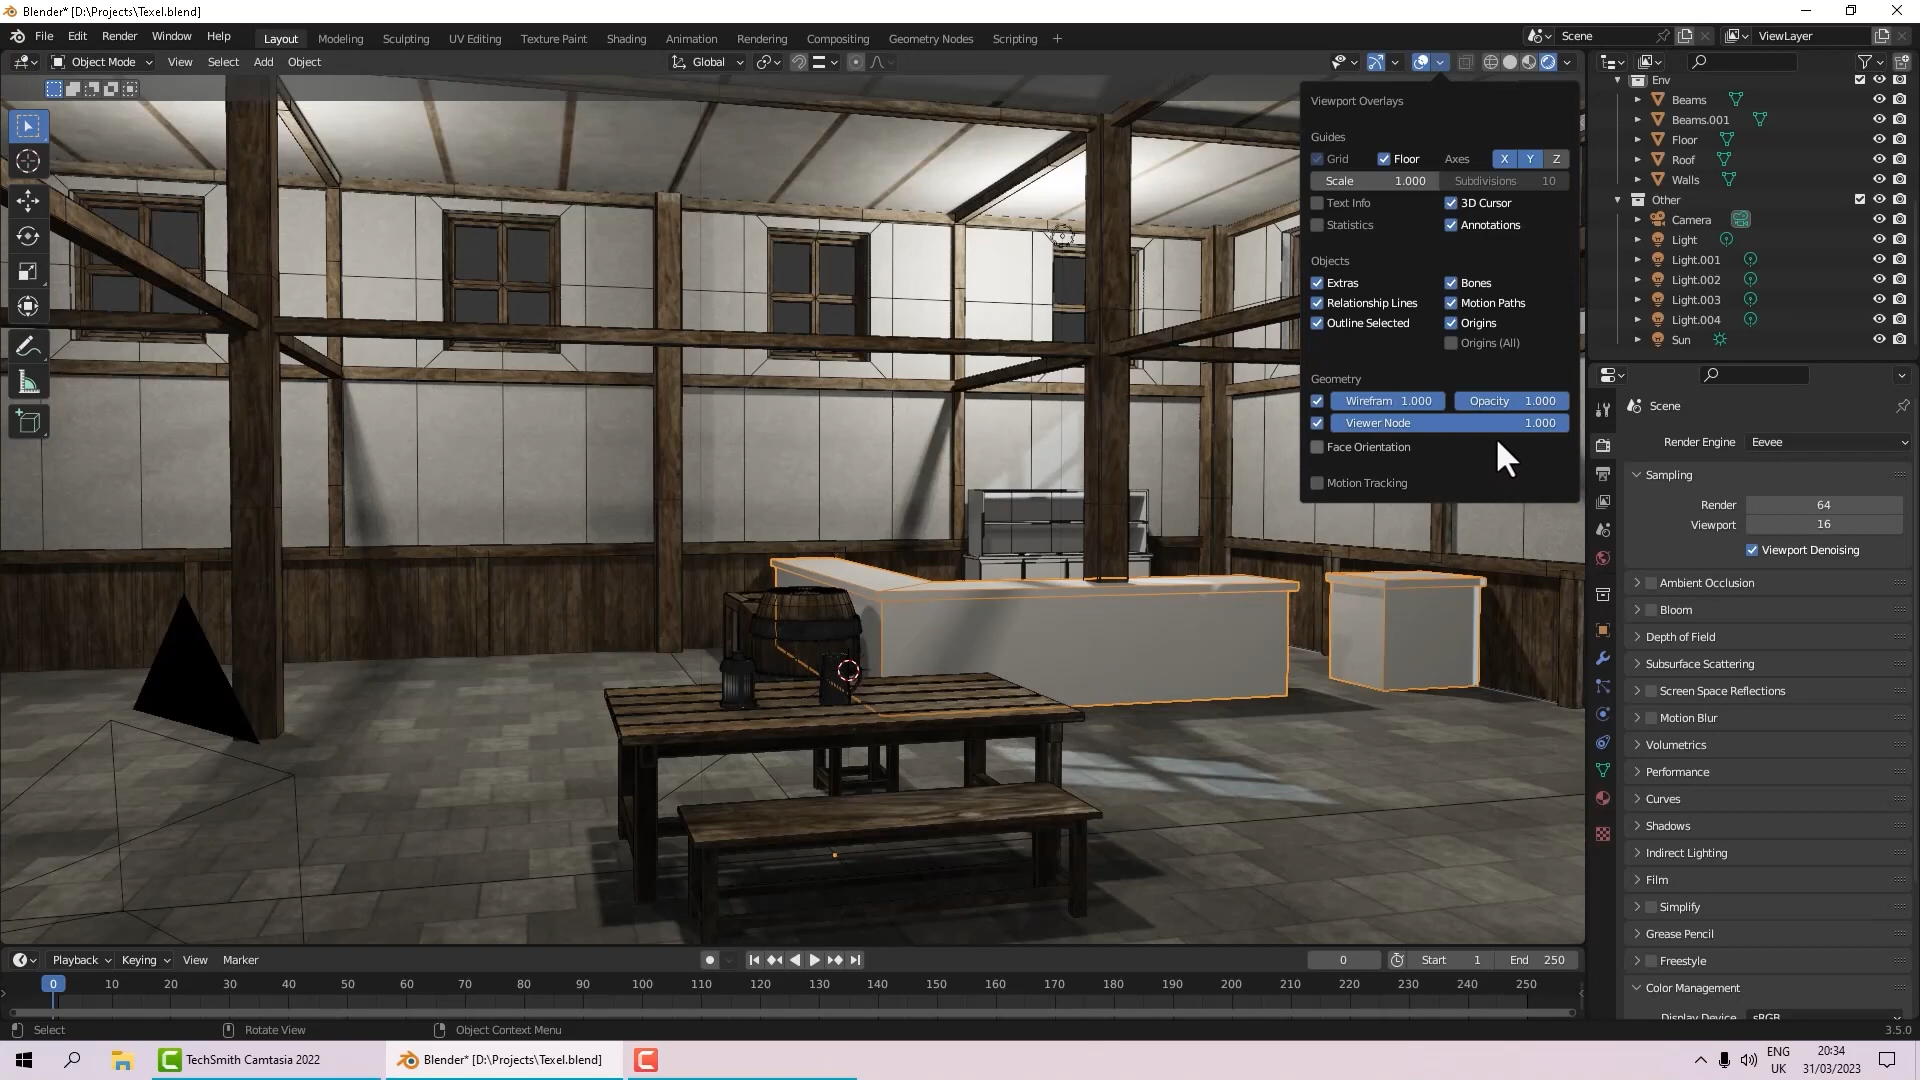 Blender* [D:\Projects\Texel.blend]
File Edit Render Window Help Layout Modeling Sculpting UV Editing Texture Paint Shading Animation Rendering Compositing Geometry Nodes Scripting + Scene ViewLayer
Object Mode View Select Add Object Global
Viewport Overlays
Guides
Grid Floor Axes X Y Z
Scale 1.000 Subdivisions 10
Text Info 3D Cursor
Statistics Annotations
Objects
Extras Bones
Relationship Lines Motion Paths
Outline Selected Origins
Origins (All)
Geometry
Wirefram 1.000 Opacity 1.000
Viewer Node 1.000
Face Orientation
Motion Tracking
Env
Beams
Beams.001
Floor
Roof
Walls
Other
Camera
Light
Light.001
Light.002
Light.003
Light.004
Sun
Scene
Render Engine Eevee
Sampling
Render 64
Viewport 16
Viewport Denoising
Ambient Occlusion
Bloom
Depth of Field
Subsurface Scattering
Screen Space Reflections
Motion Blur
Volumetrics
Performance
Curves
Shadows
Indirect Lighting
Film
Simplify
Grease Pencil
Freestyle
Color Management
Display Device sRGB
Playback Keying View Marker 0 Start 1 End 250
0 10 20 30 40 50 60 70 80 90 100 110 120 130 140 150 160 170 180 190 200 210 220 230 240 250
Select Rotate View Object Context Menu 3.5.0
TechSmith Camtasia 2022 Blender* [D:\Projects\Texel.blend]
ENG 20:34
UK 31/03/2023